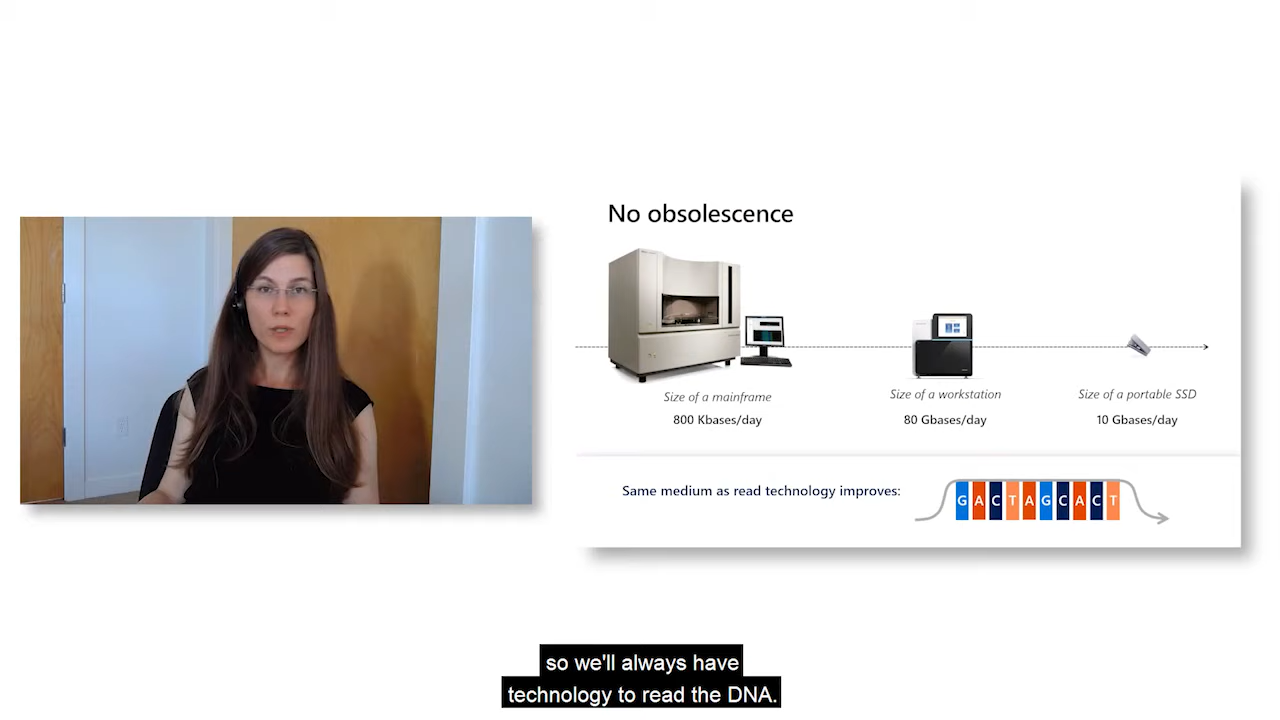 No obsolescence
Size of a mainframe
800 Kbases/day
Size of a workstation
80 Gbases/day
Size of a portable SSD
10 Gbases/day
Same medium as read technology improves:
GACTAGCACT
so we'll always have
technology to read the DNA.